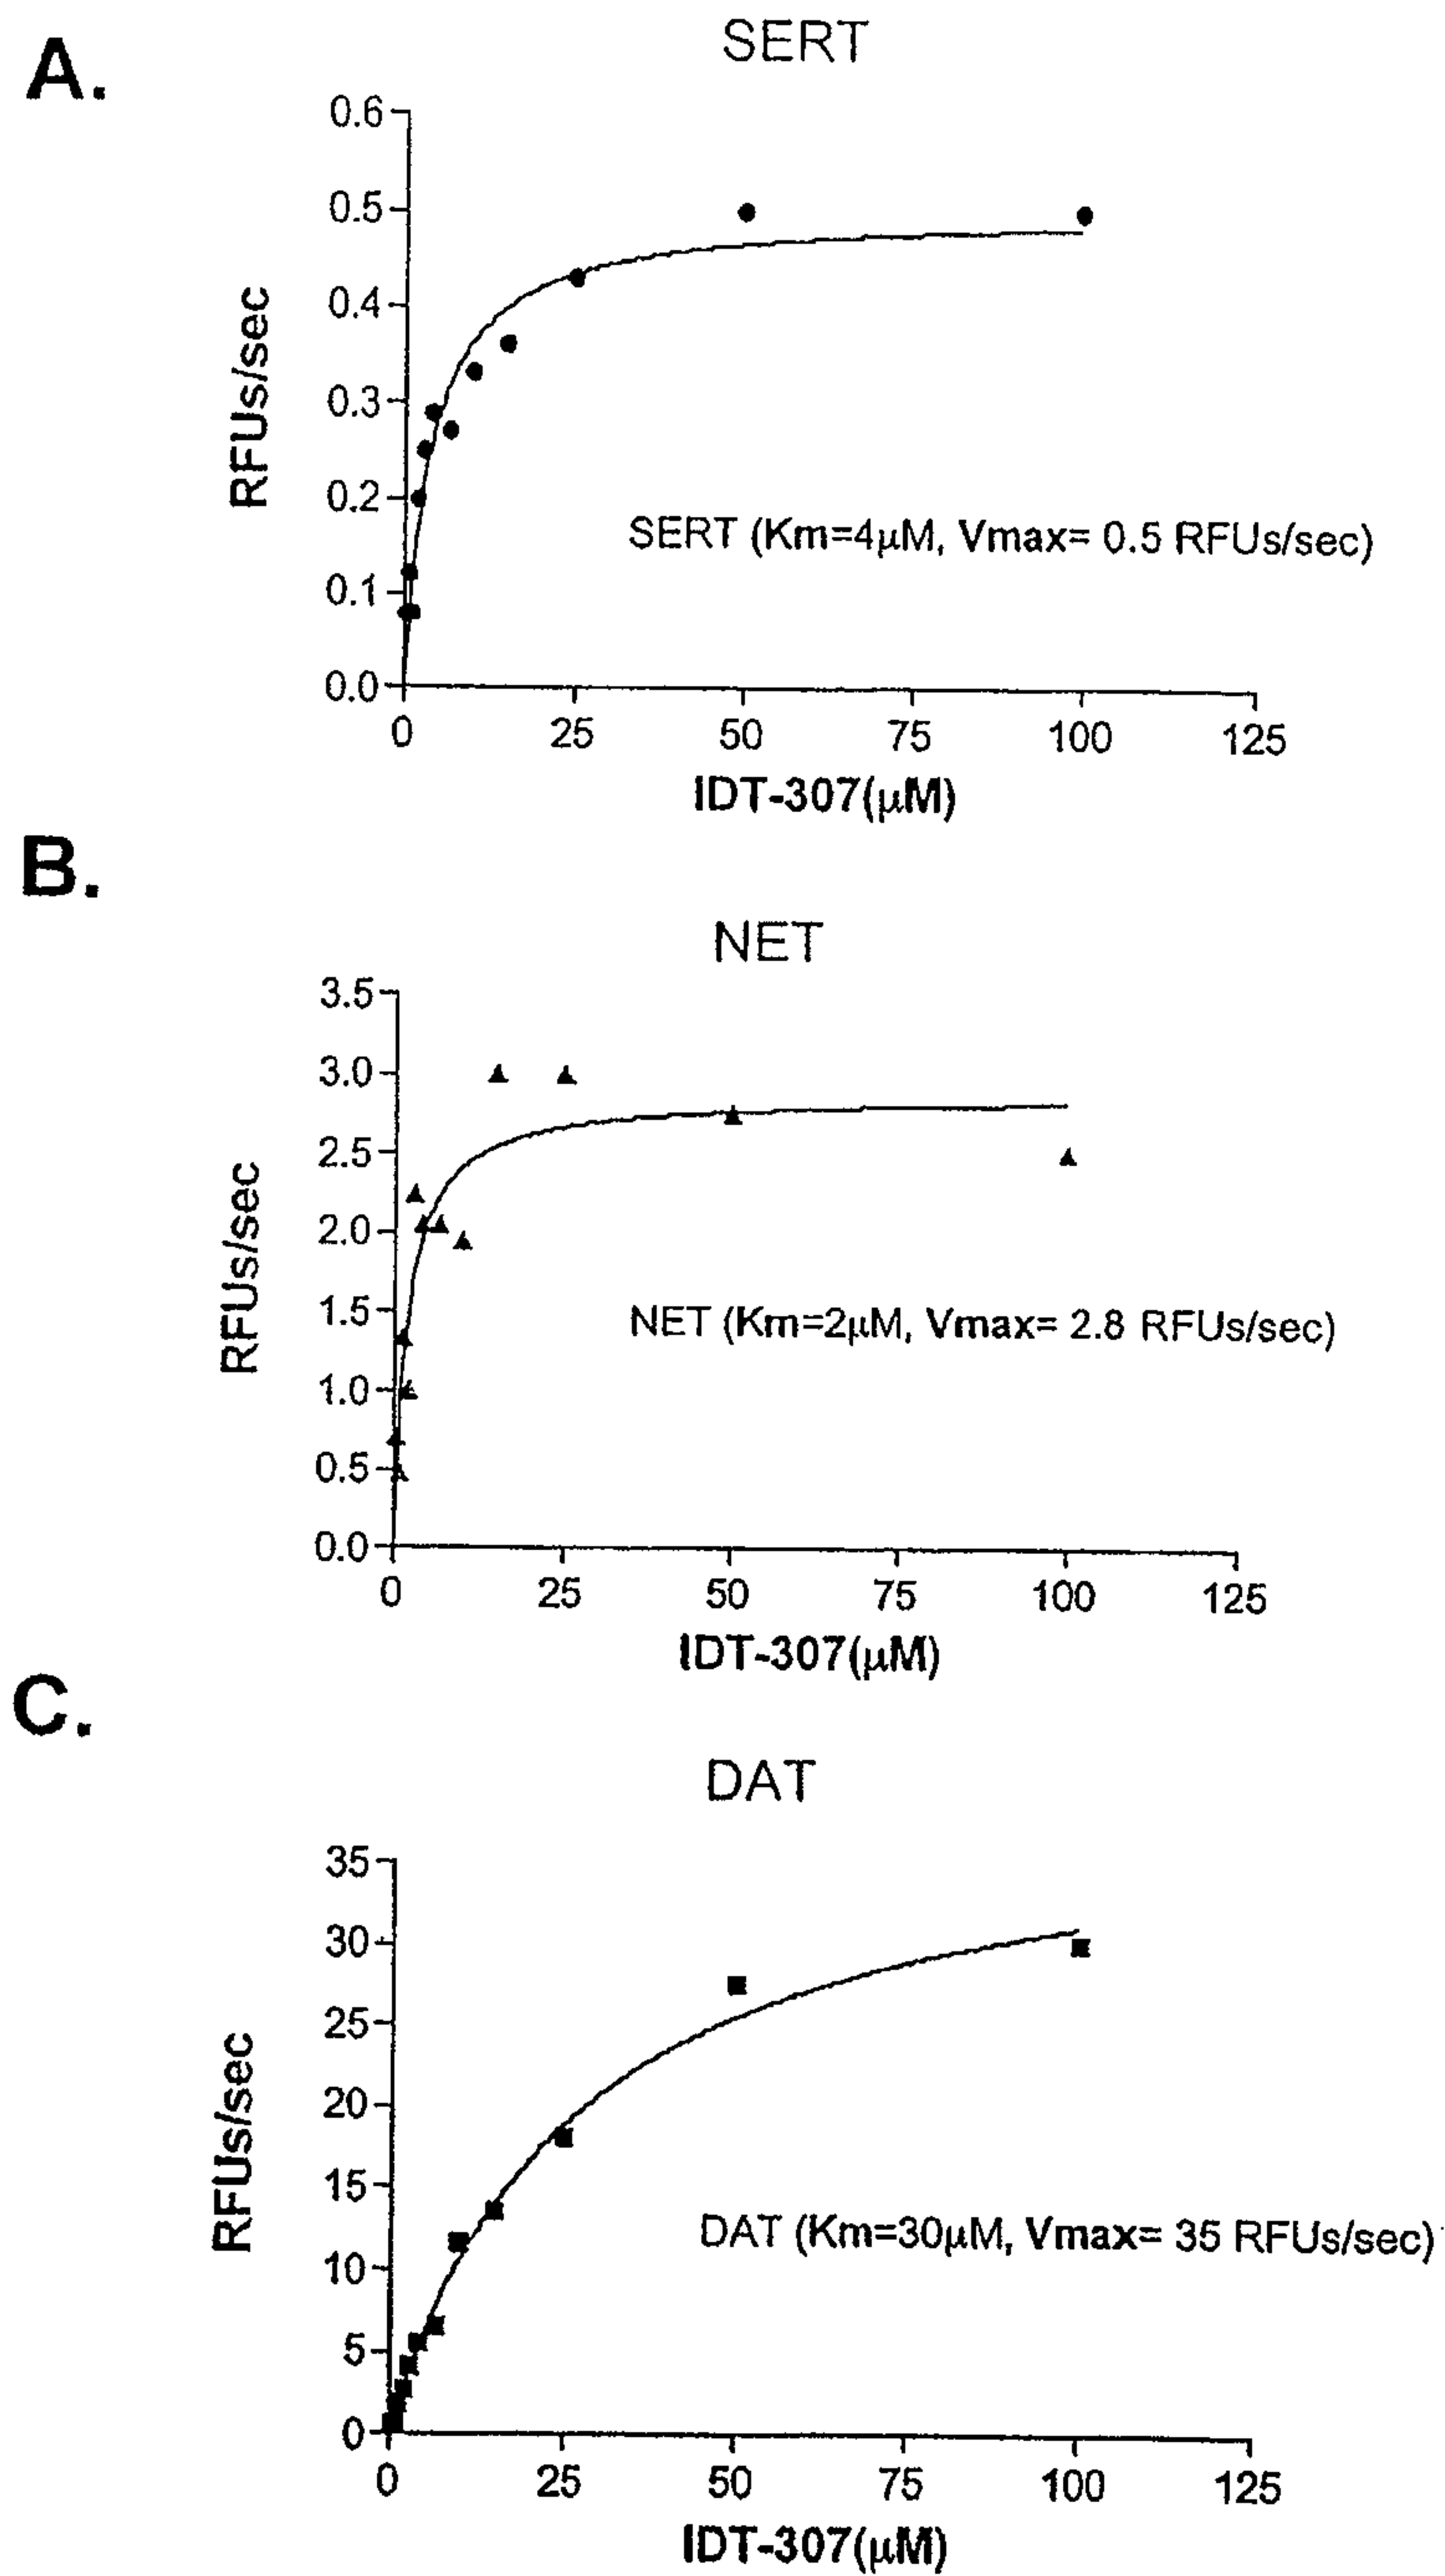 A.
SERT
0.6
0.5
0.4
0.3
0.2
0.1
0.0
RFUs/sec
SERT (Km=4μM, Vmax= 0.5 RFUs/sec)
0 25 50 75 100 125
IDT-307(μM)
B.
NET
3.5
3.0
2.5
2.0
1.5
1.0
0.5
0.0
RFUs/sec
NET (Km=2μM, Vmax= 2.8 RFUs/sec)
0 25 50 75 100 125
IDT-307(μM)
C.
DAT
35
30
25
20
15
10
5
0
RFUs/sec
DAT (Km=30μM, Vmax= 35 RFUs/sec)
0 25 50 75 100 125
IDT-307(μM)